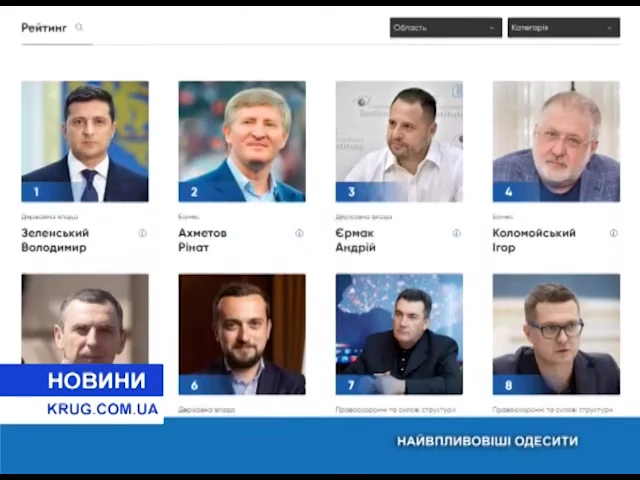 Рейтинг
Область
Категорія
1
2
3
4
Державна влада
Бізнес
Державна влада
Бізнес
Зеленський
Володимир
Ахметов
Рінат
Єрмак
Андрій
Коломойський
Ігор
6
7
8
Державна влада
Правоохоронні та силові структури
Правоохоронні та силові структури
НОВИНИ
KRUG.COM.UA
НАЙВПЛИВОВІШІ ОДЕСИТИ